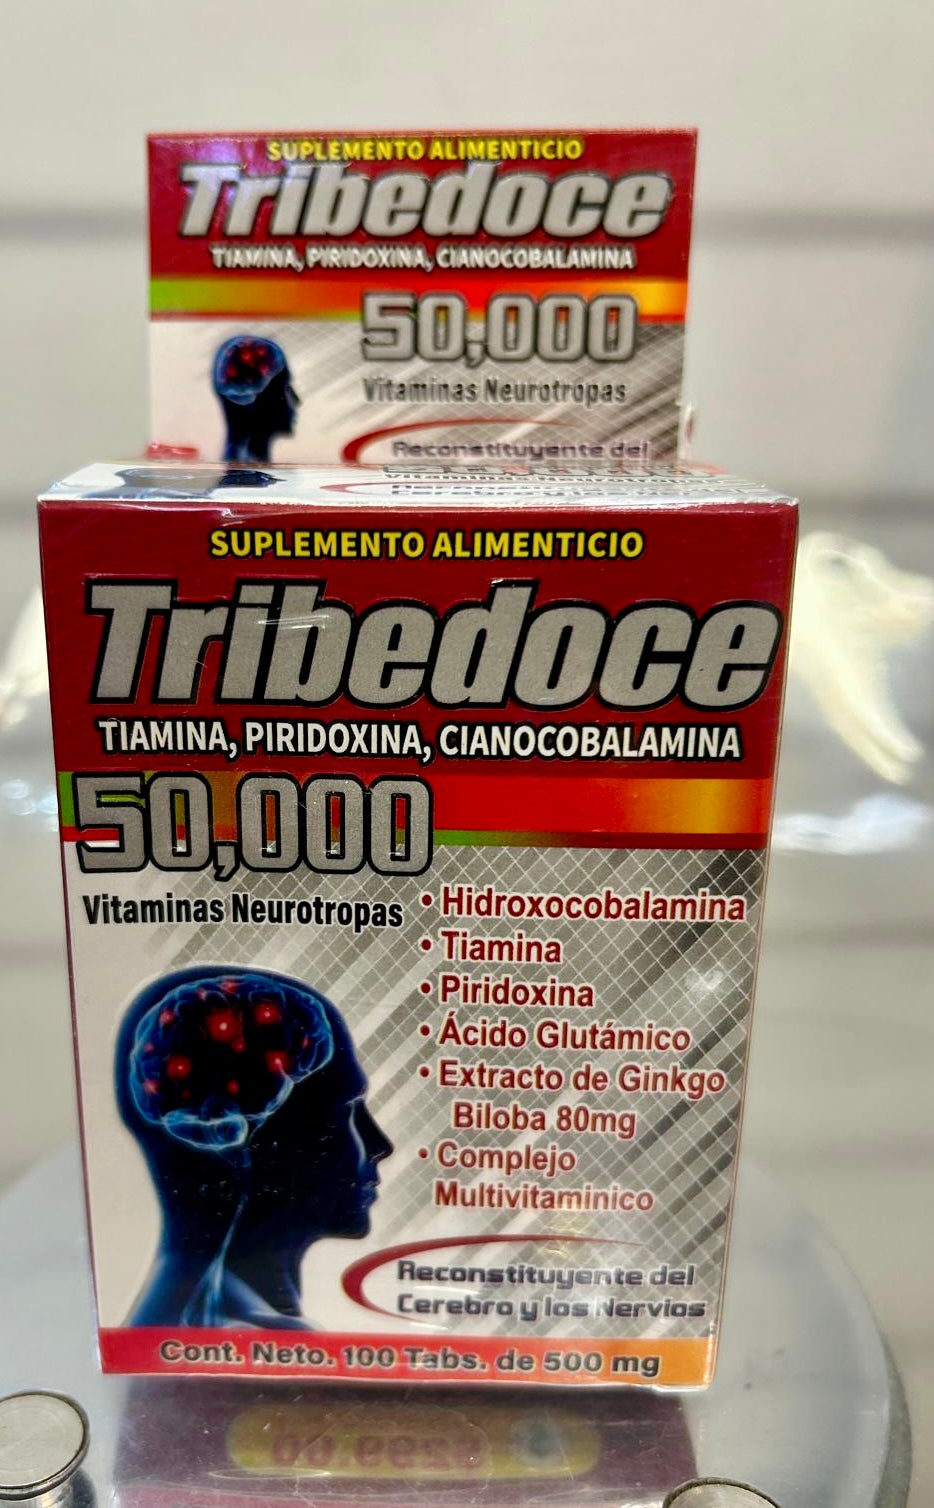 SUPLEMENTO ALIMENTICIO
Tribedoce
TIAMINA, PIRIDOXINA, CIANOCOBALAMINA
50,000
Vitaminas Neurotropas
Reconstituyente del
SUPLEMENTO ALIMENTICIO
Tribedoce
TIAMINA, PIRIDOXINA, CIANOCOBALAMINA
50,000
Vitaminas Neurotropas
• Hidroxocobalamina
• Tiamina
• Piridoxina
• Ácido Glutámico
• Extracto de Ginkgo
Biloba 80mg
• Complejo
Multivitaminico
Reconstituyente del
Cerebro y los Nervios
Cont. Neto. 100 Tabs. de 500 mg